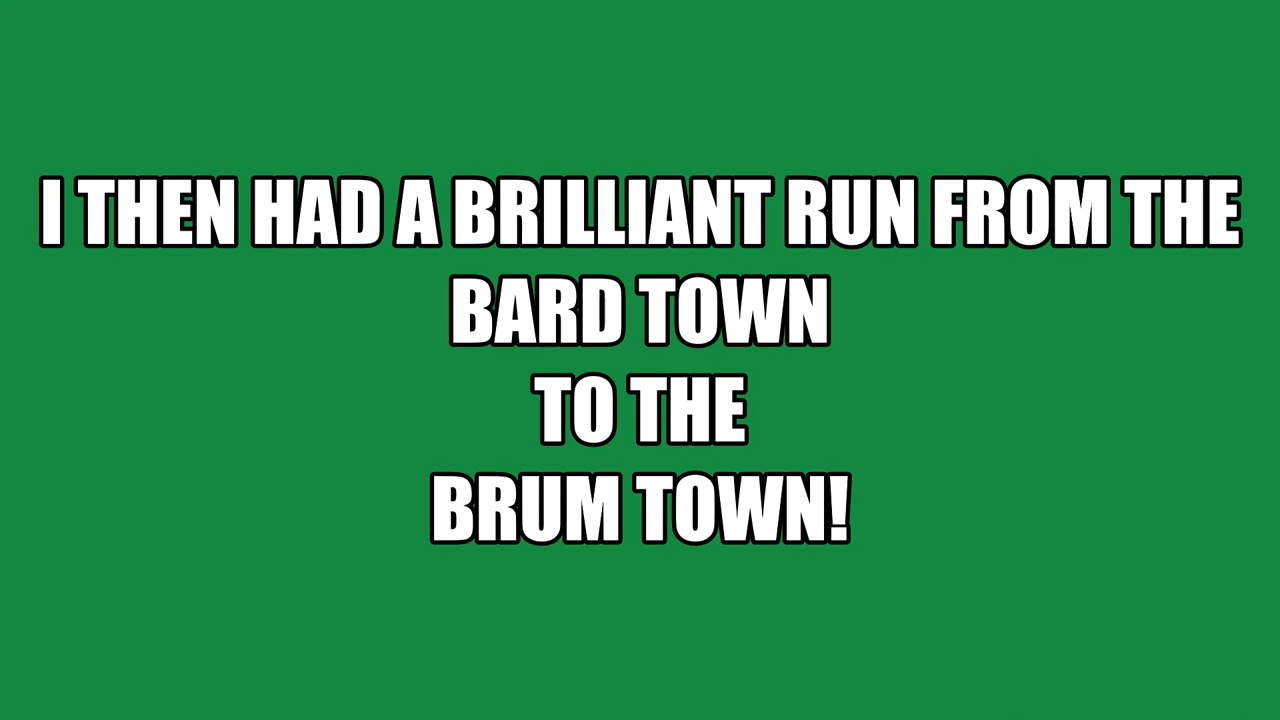 I THEN HAD A BRILLIANT RUN FROM THE
BARD TOWN
TO THE
BRUM TOWN!